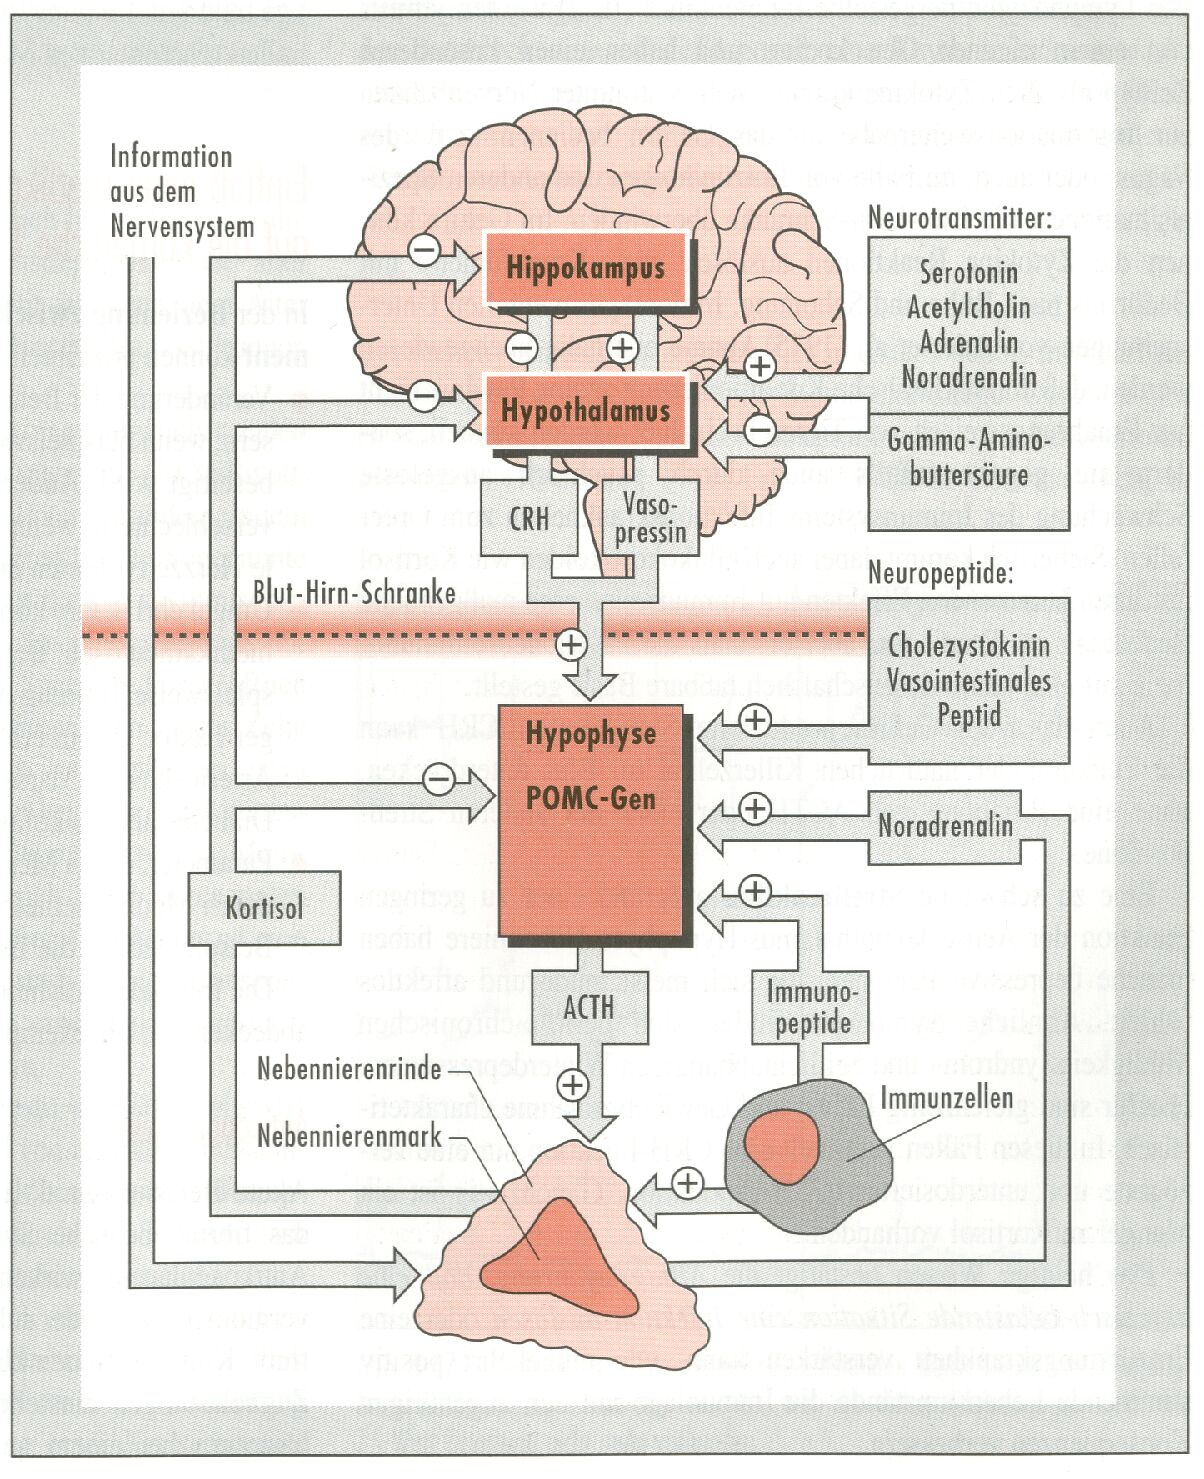 Information
aus dem
Nervensystem
Neurotransmitter:
Hippokampus
Serotonin
Acetylcholin
Adrenalin
Noradrenalin
Hypothalamus
Gamma-Amino-
buttersäure
CRH
Vaso-
pressin
Blut-Hirn-Schranke
Neuropeptide:
Cholezystokinin
Vasointestinales
Peptid
Hypophyse
POMC-Gen
Noradrenalin
Kortisol
ACTH
Immuno-
peptide
Nebennierenrinde
Nebennierenmark
Immunzellen